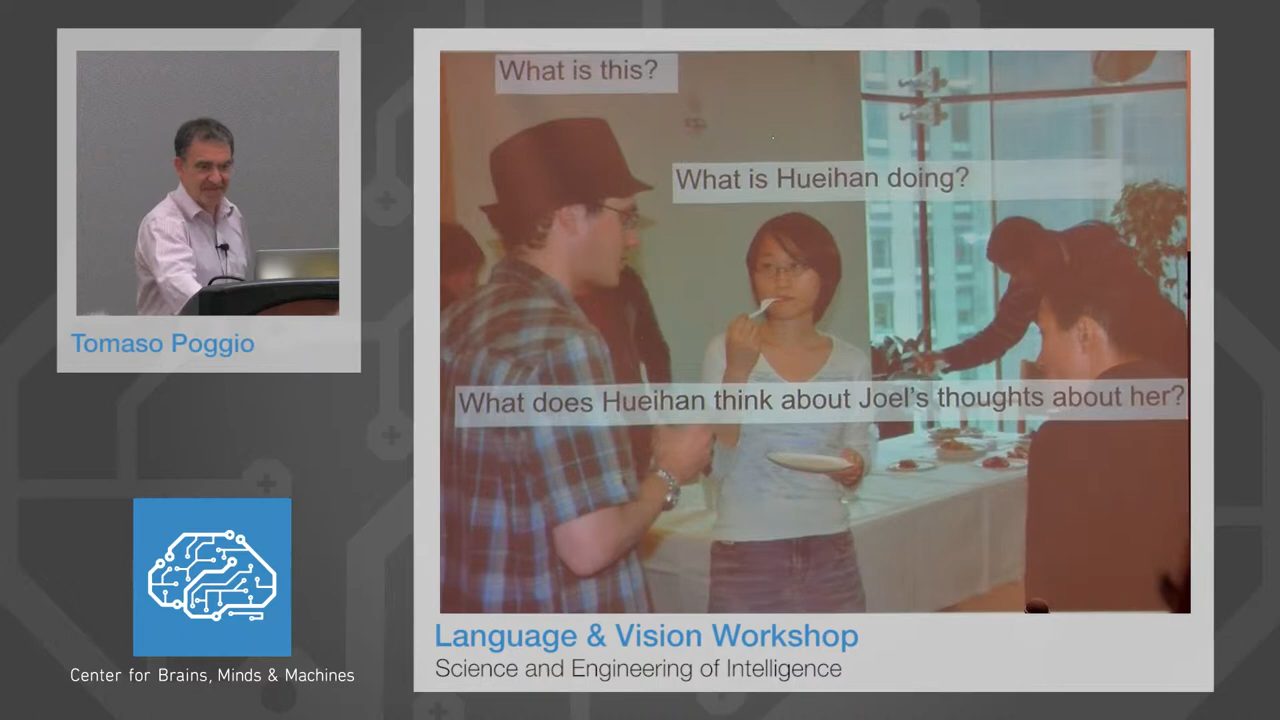 What is this?
What is Hueihan doing?
What does Hueihan think about Joel's thoughts about her?
Tomaso Poggio
Language & Vision Workshop
Science and Engineering of Intelligence
Center for Brains, Minds & Machines